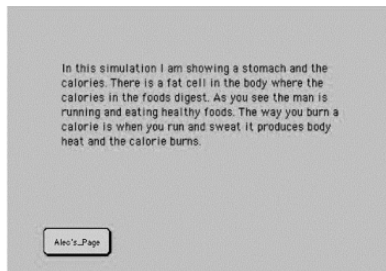 In this simulation I am showing a stomach and the
calories. There is a fat cell in the body where the
calories in the foods digest. As you see the man is
running and eating healthy foods. The way you burn a
calorie is when you run and sweat it produces body
heat and the calorie burns.
Alec's_Page